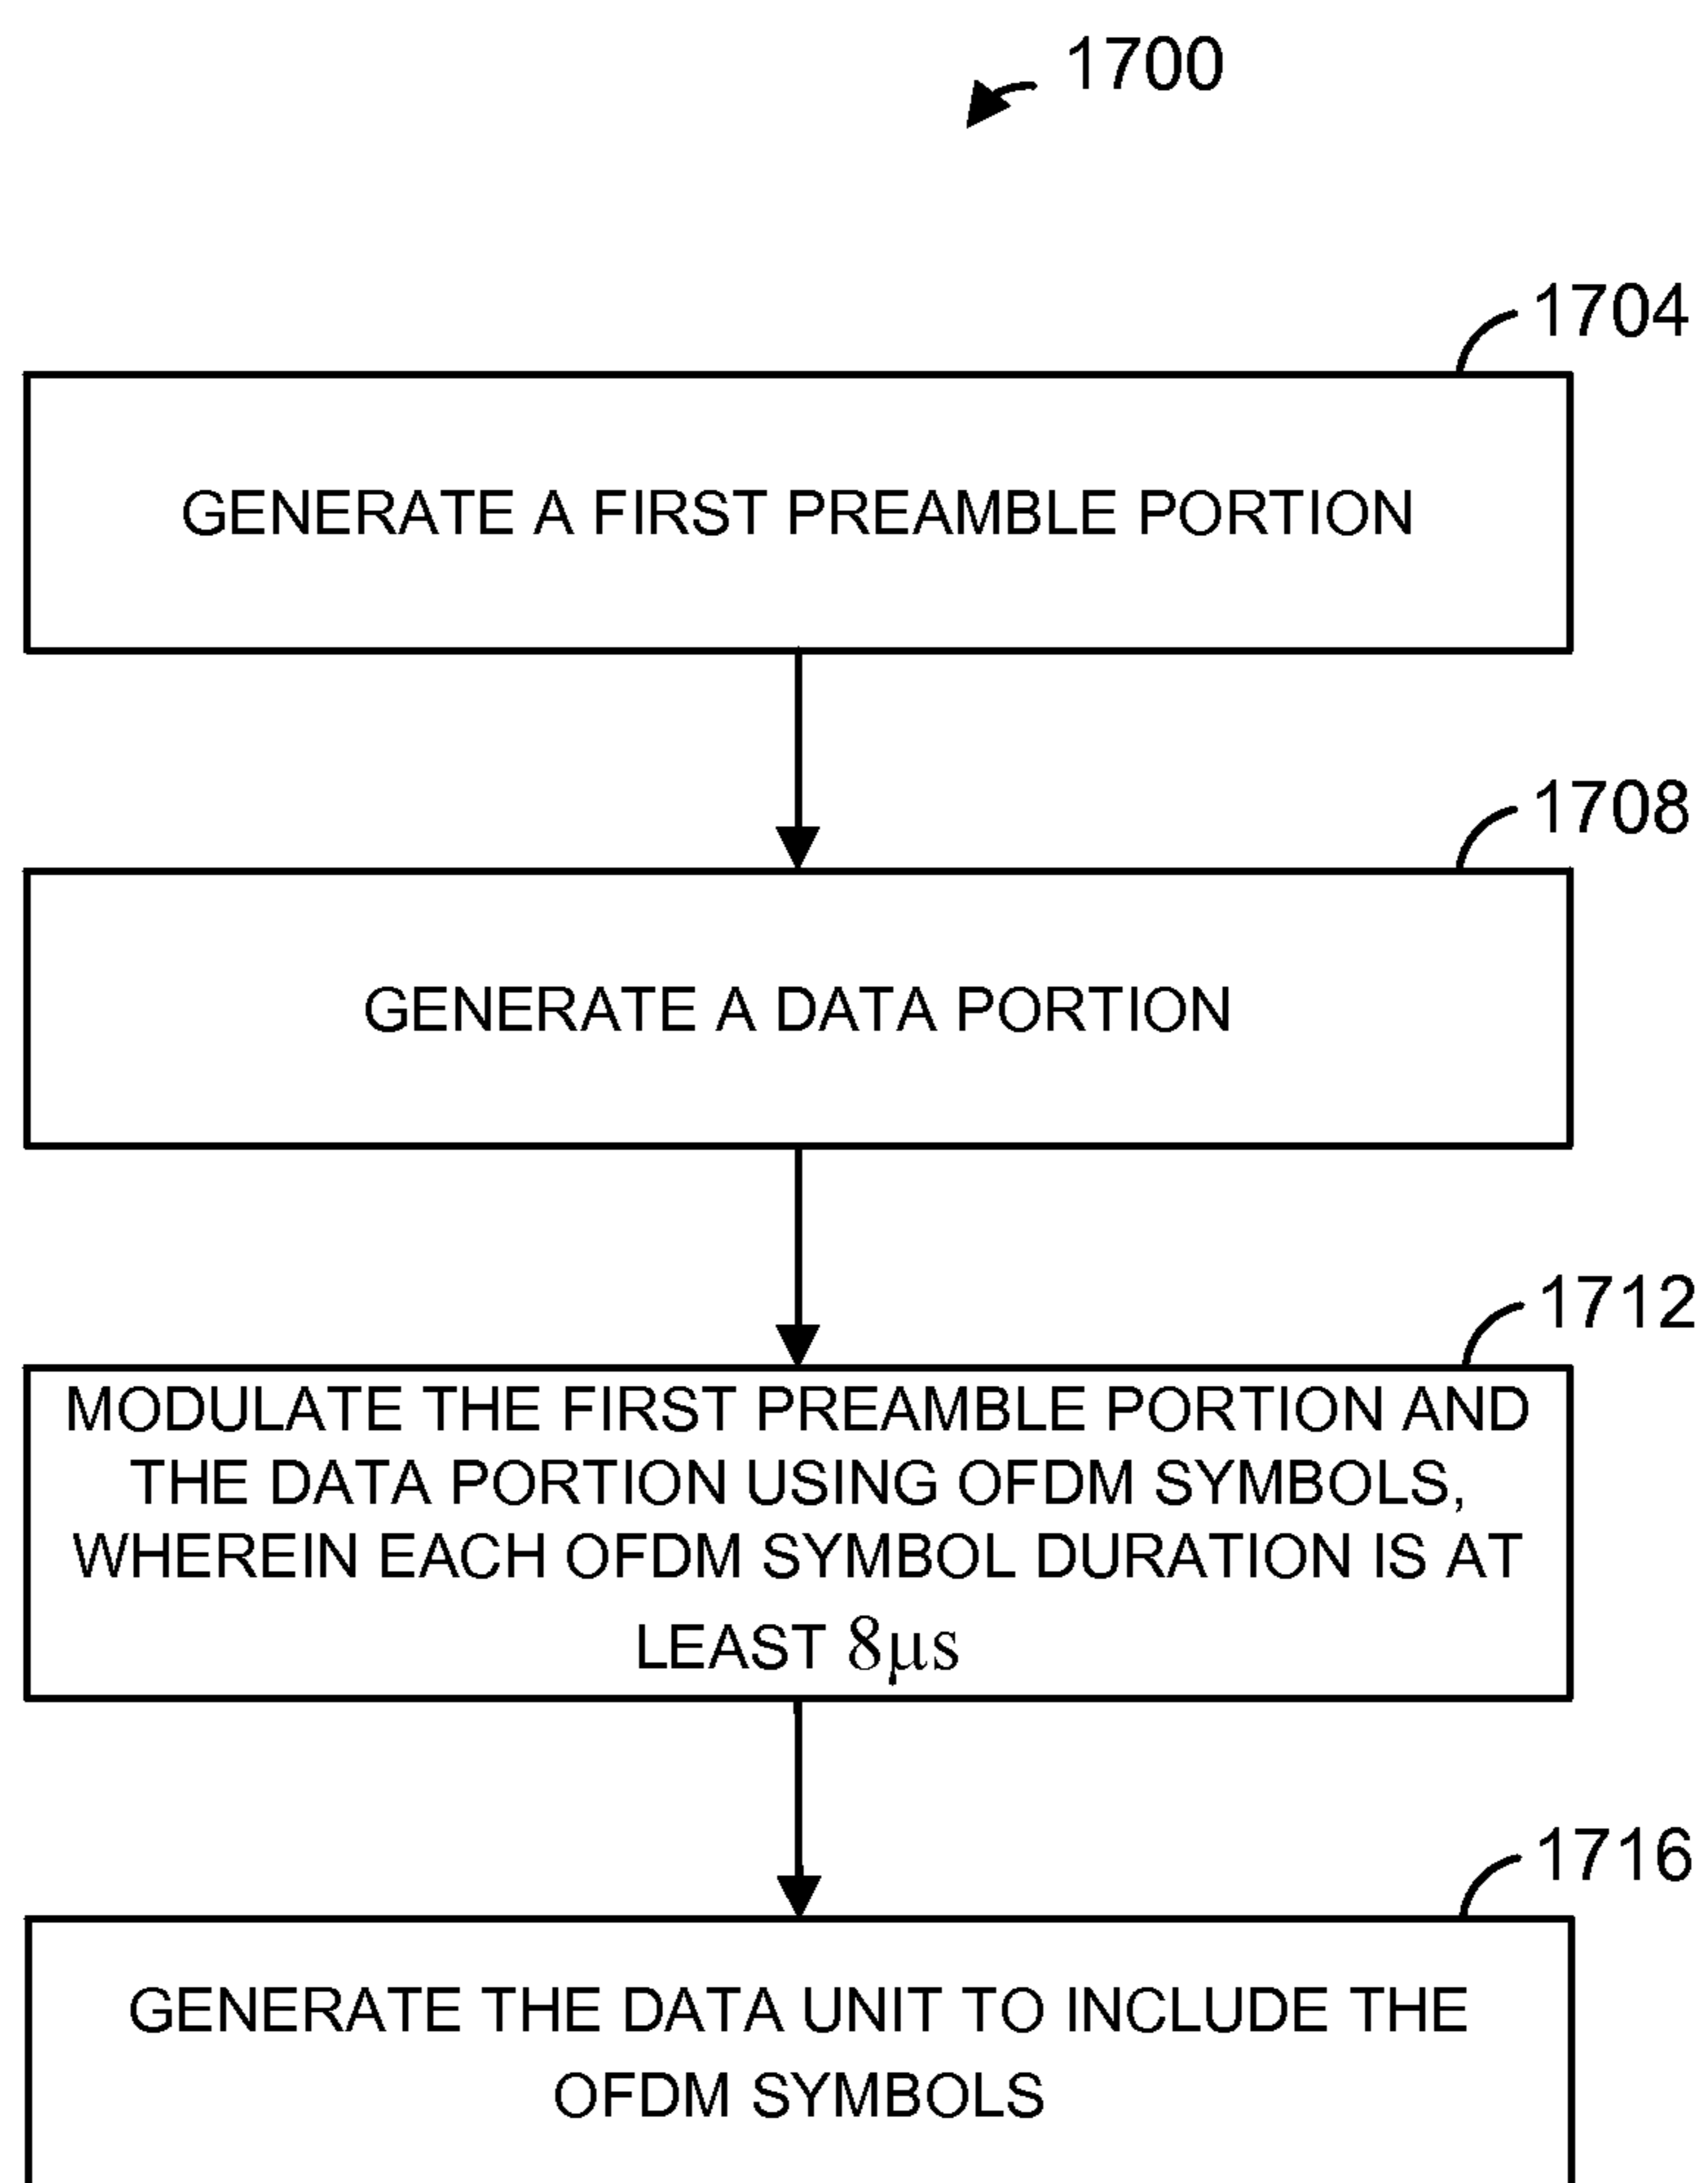 1700
1704
GENERATE A FIRST PREAMBLE PORTION
1708
GENERATE A DATA PORTION
1712
MODULATE THE FIRST PREAMBLE PORTION AND
THE DATA PORTION USING OFDM SYMBOLS,
WHEREIN EACH OFDM SYMBOL DURATION IS AT
LEAST 8µs
1716
GENERATE THE DATA UNIT TO INCLUDE THE
OFDM SYMBOLS